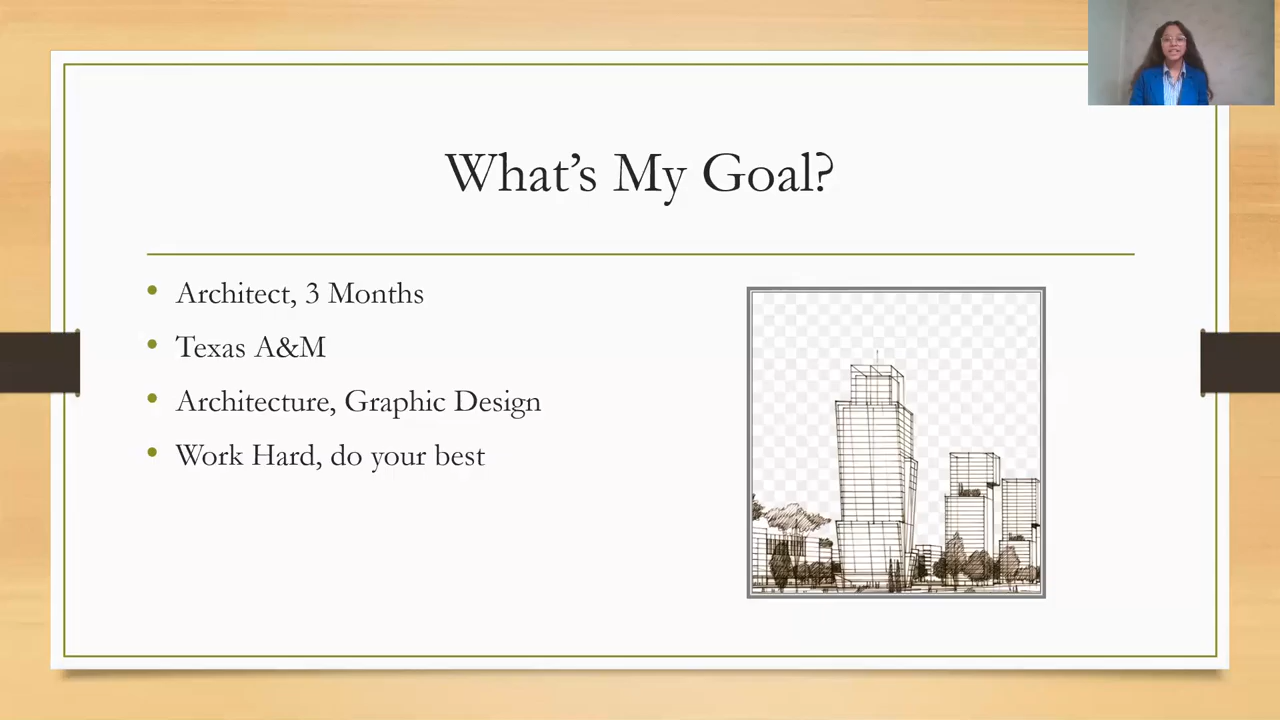 What's My Goal?
Architect, 3 Months
Texas A&M
Architecture, Graphic Design
Work Hard, do your best